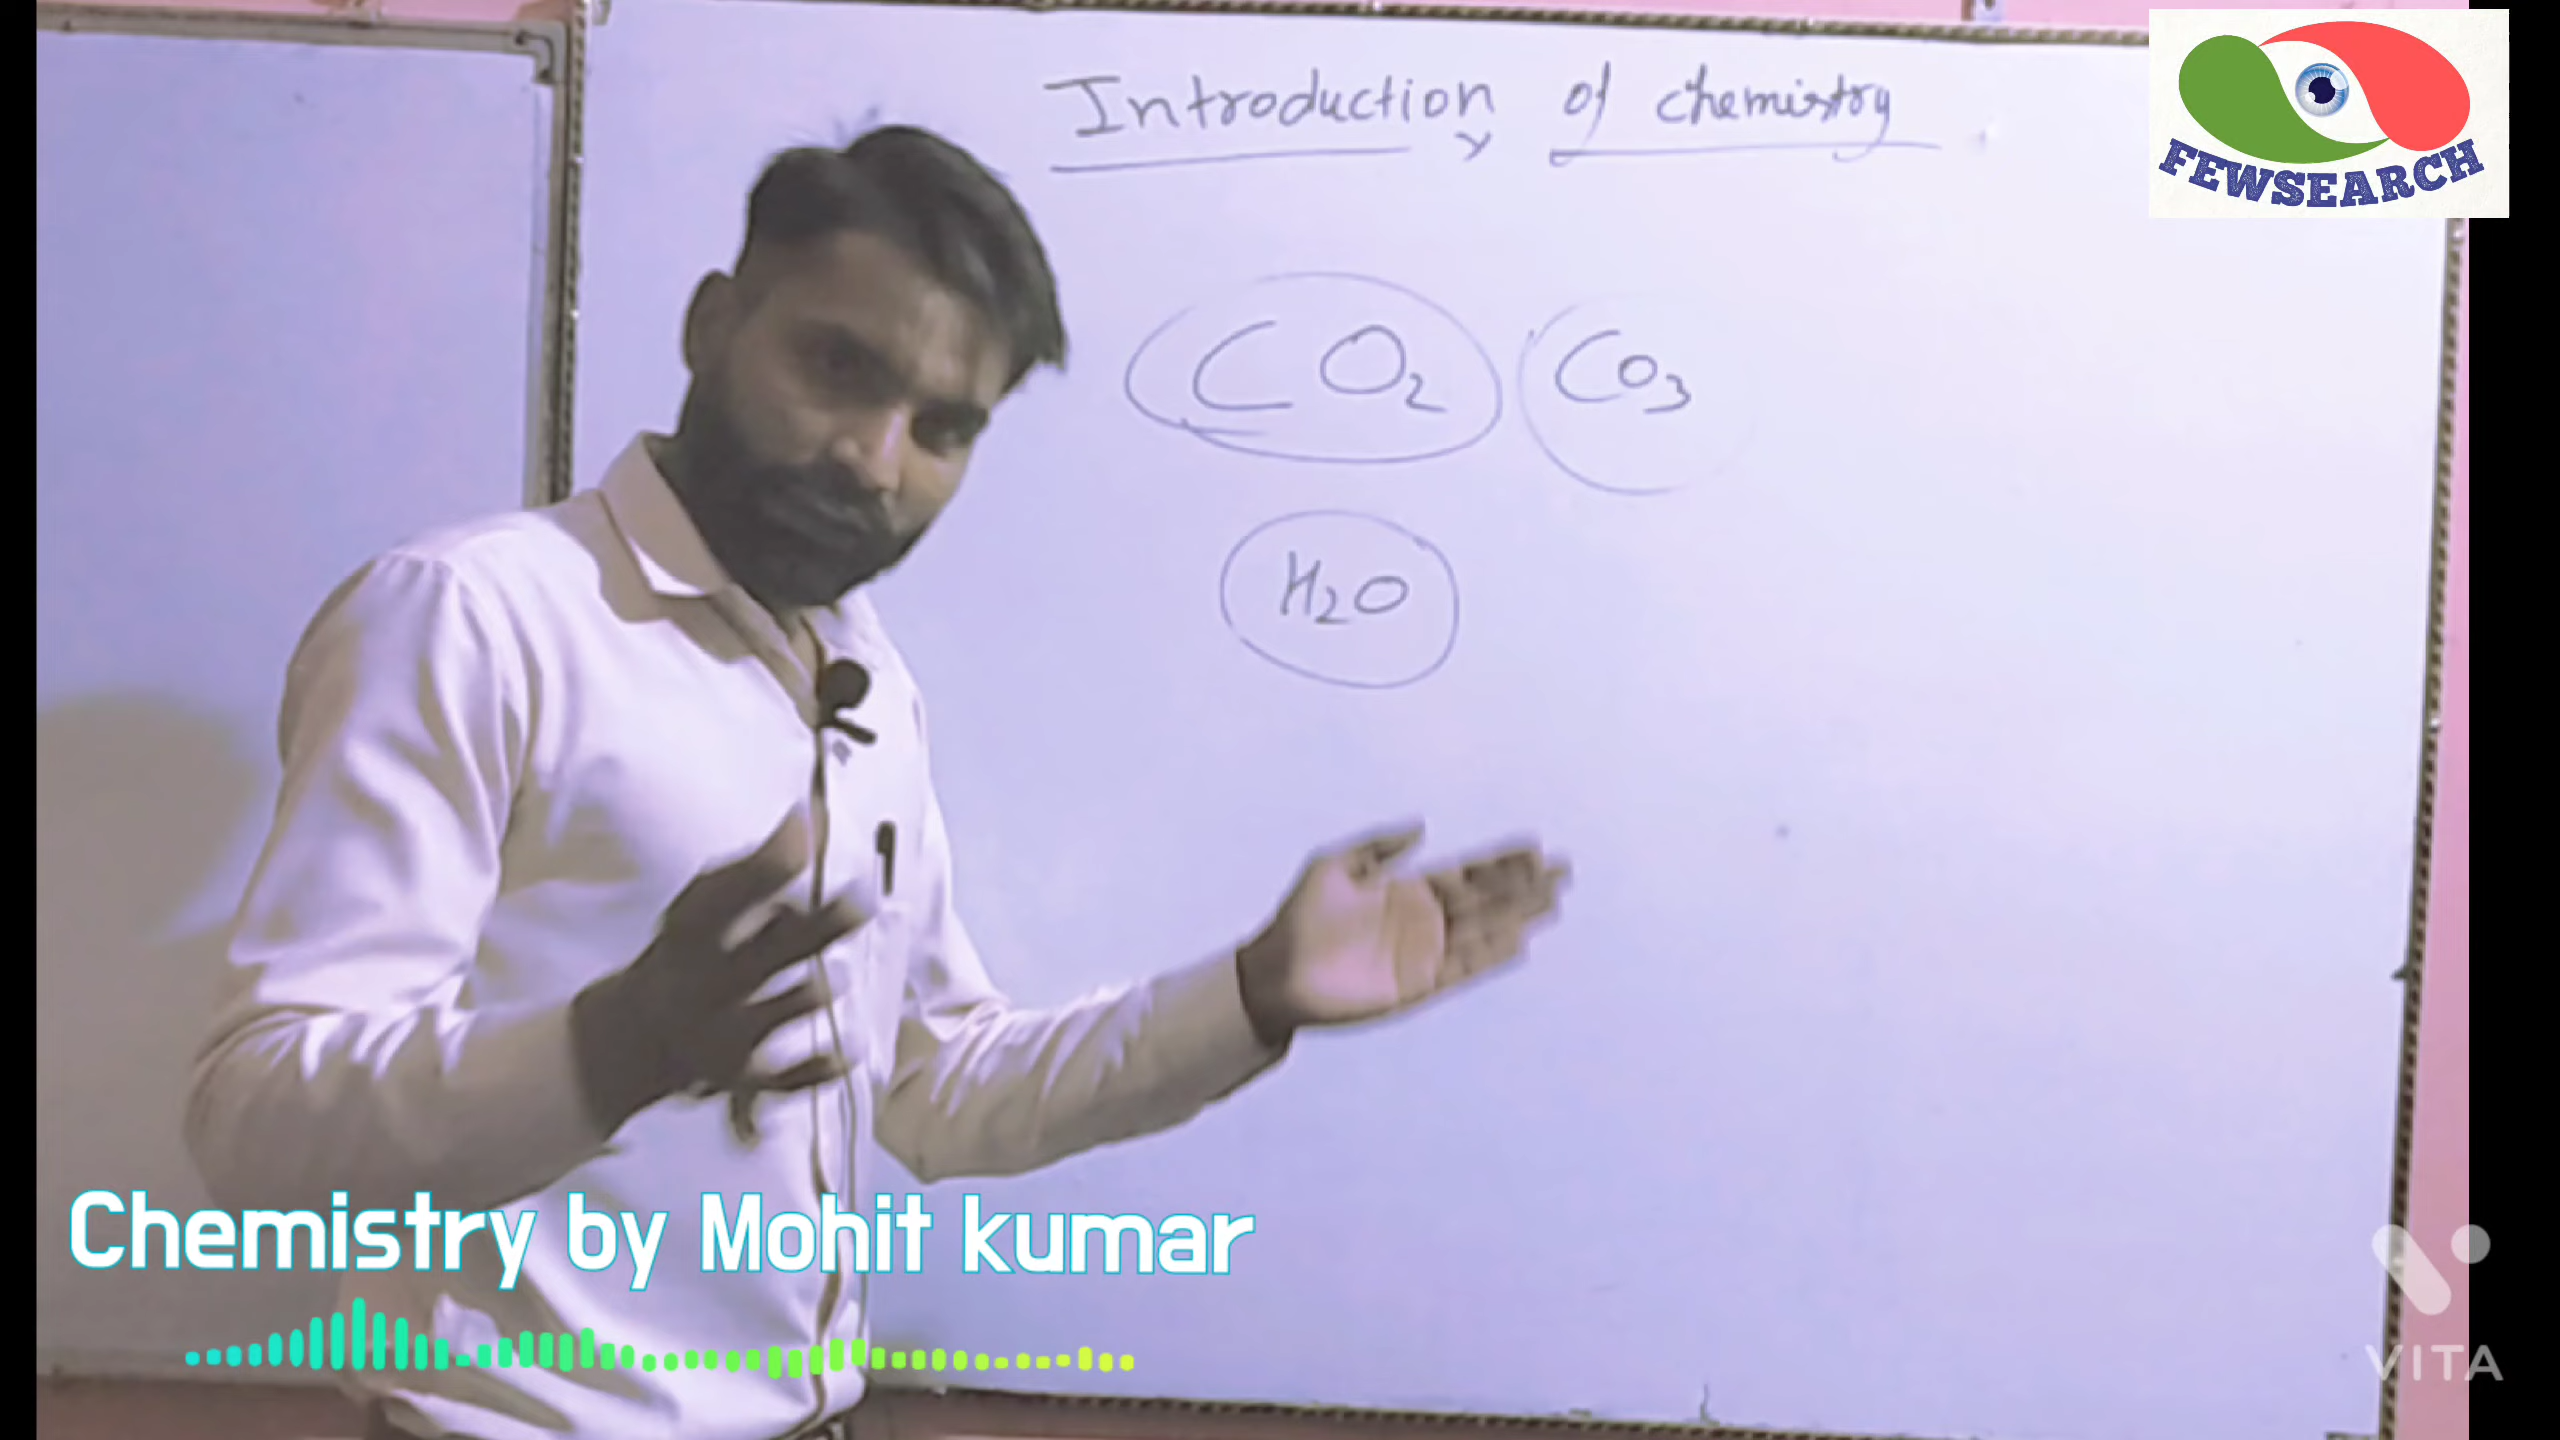 Introduction of chemistry
FEWSEARCH
CO2 CO3
H2O
Chemistry by Mohit kumar
VITA